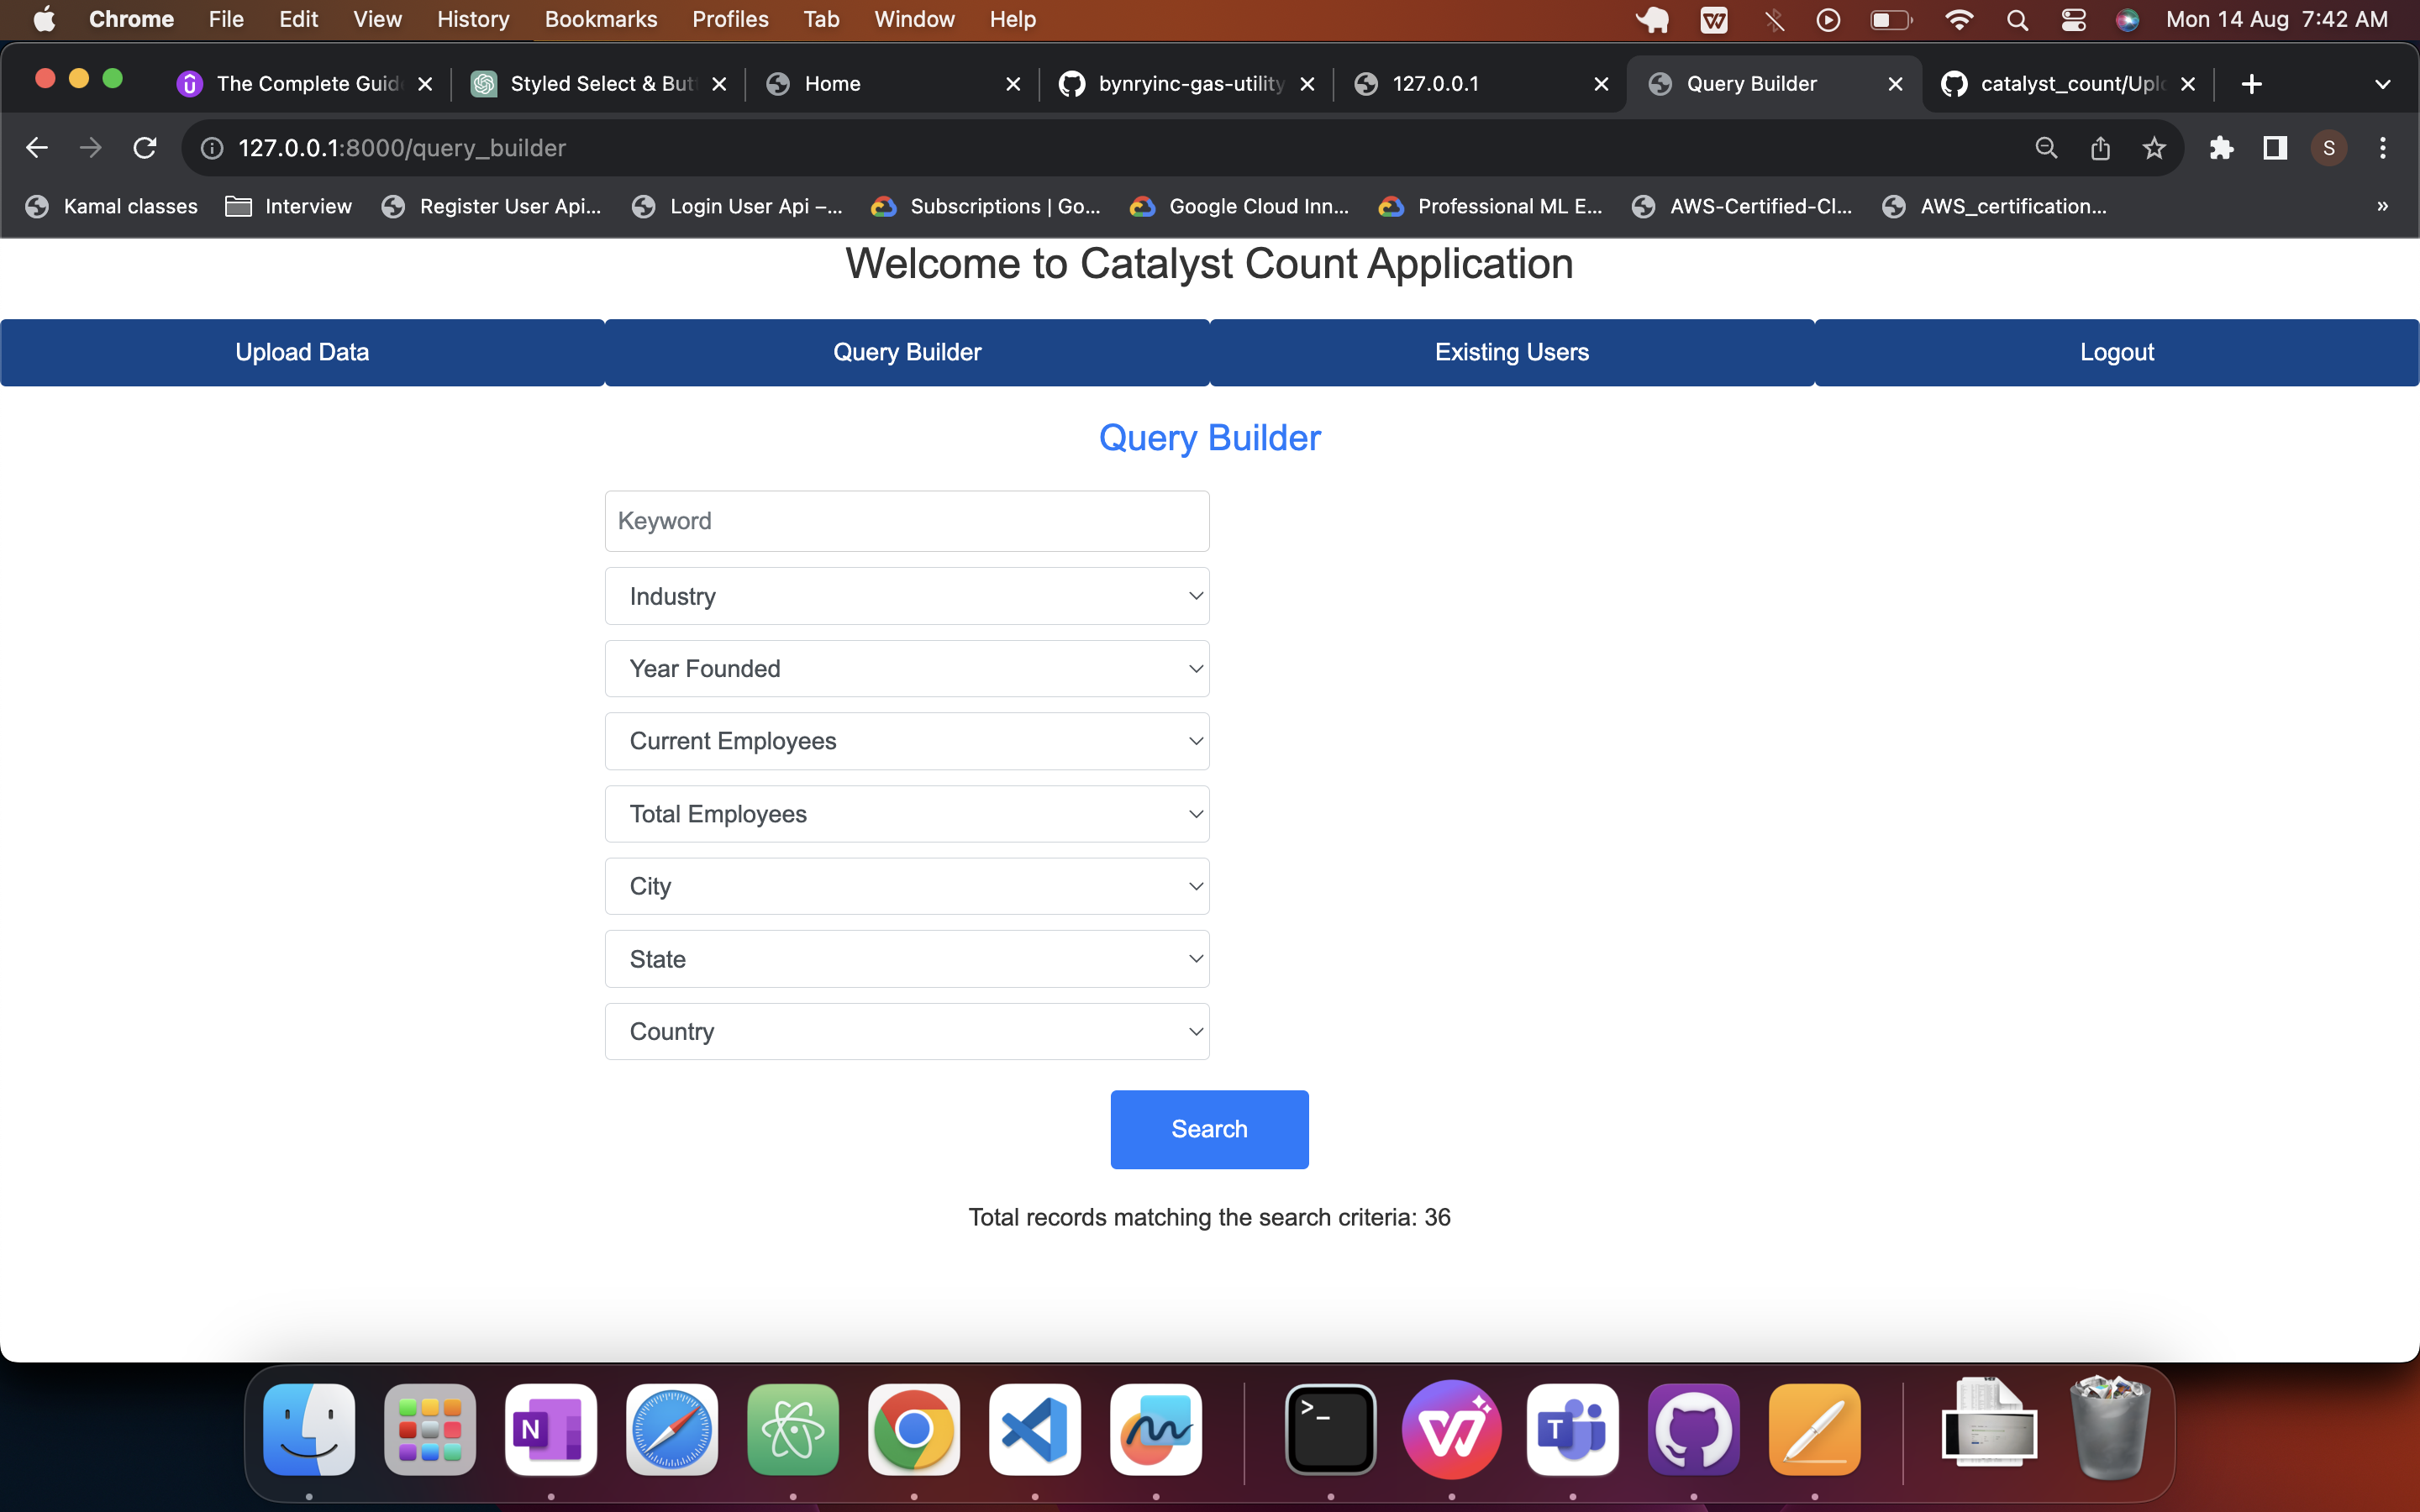 Chrome File Edit View History Bookmarks Profiles Tab Window Help Mon 14 Aug 7:42 AM
The Complete Guid Styled Select & But Home bynryinc-gas-utility 127.0.0.1 Query Builder catalyst_count/Uplo
127.0.0.1:8000/query_builder S
Kamal classes Interview Register User Api... Login User Api –... Subscriptions | Go... Google Cloud Inn... Professional ML E... AWS-Certified-Cl... AWS_certification... »
Welcome to Catalyst Count Application
Upload Data Query Builder Existing Users Logout
Query Builder
Keyword
Industry
Year Founded
Current Employees
Total Employees
City
State
Country
Search
Total records matching the search criteria: 36